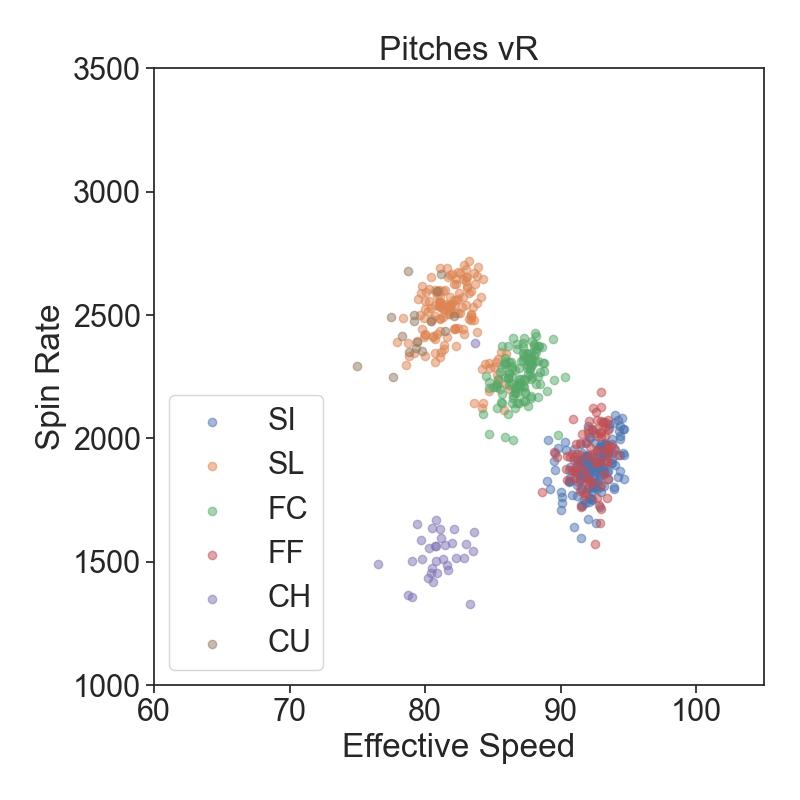 Pitches vR
3500
3000
2500
2000
1500
1000
Spin Rate
SI
SL
FC
FF
CH
CU
60 70 80 90 100
Effective Speed